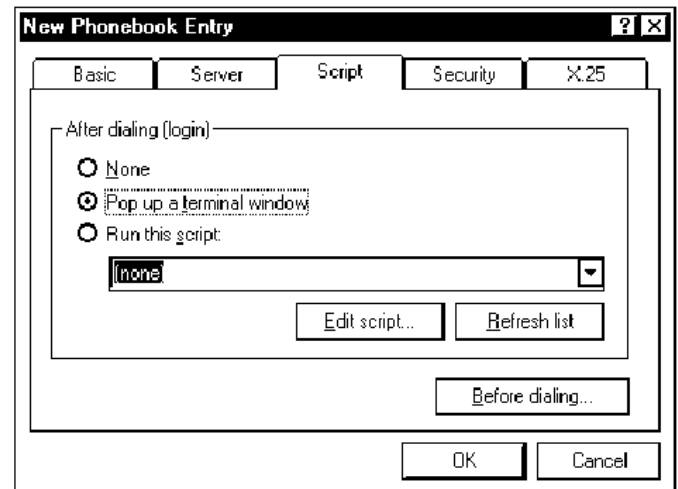 New Phonebook Entry ? X
Basic Server Script Security X.25
After dialing (login)
None
Pop up a terminal window
Run this script:
(none)
Edit script... Refresh list
Before dialing...
OK Cancel